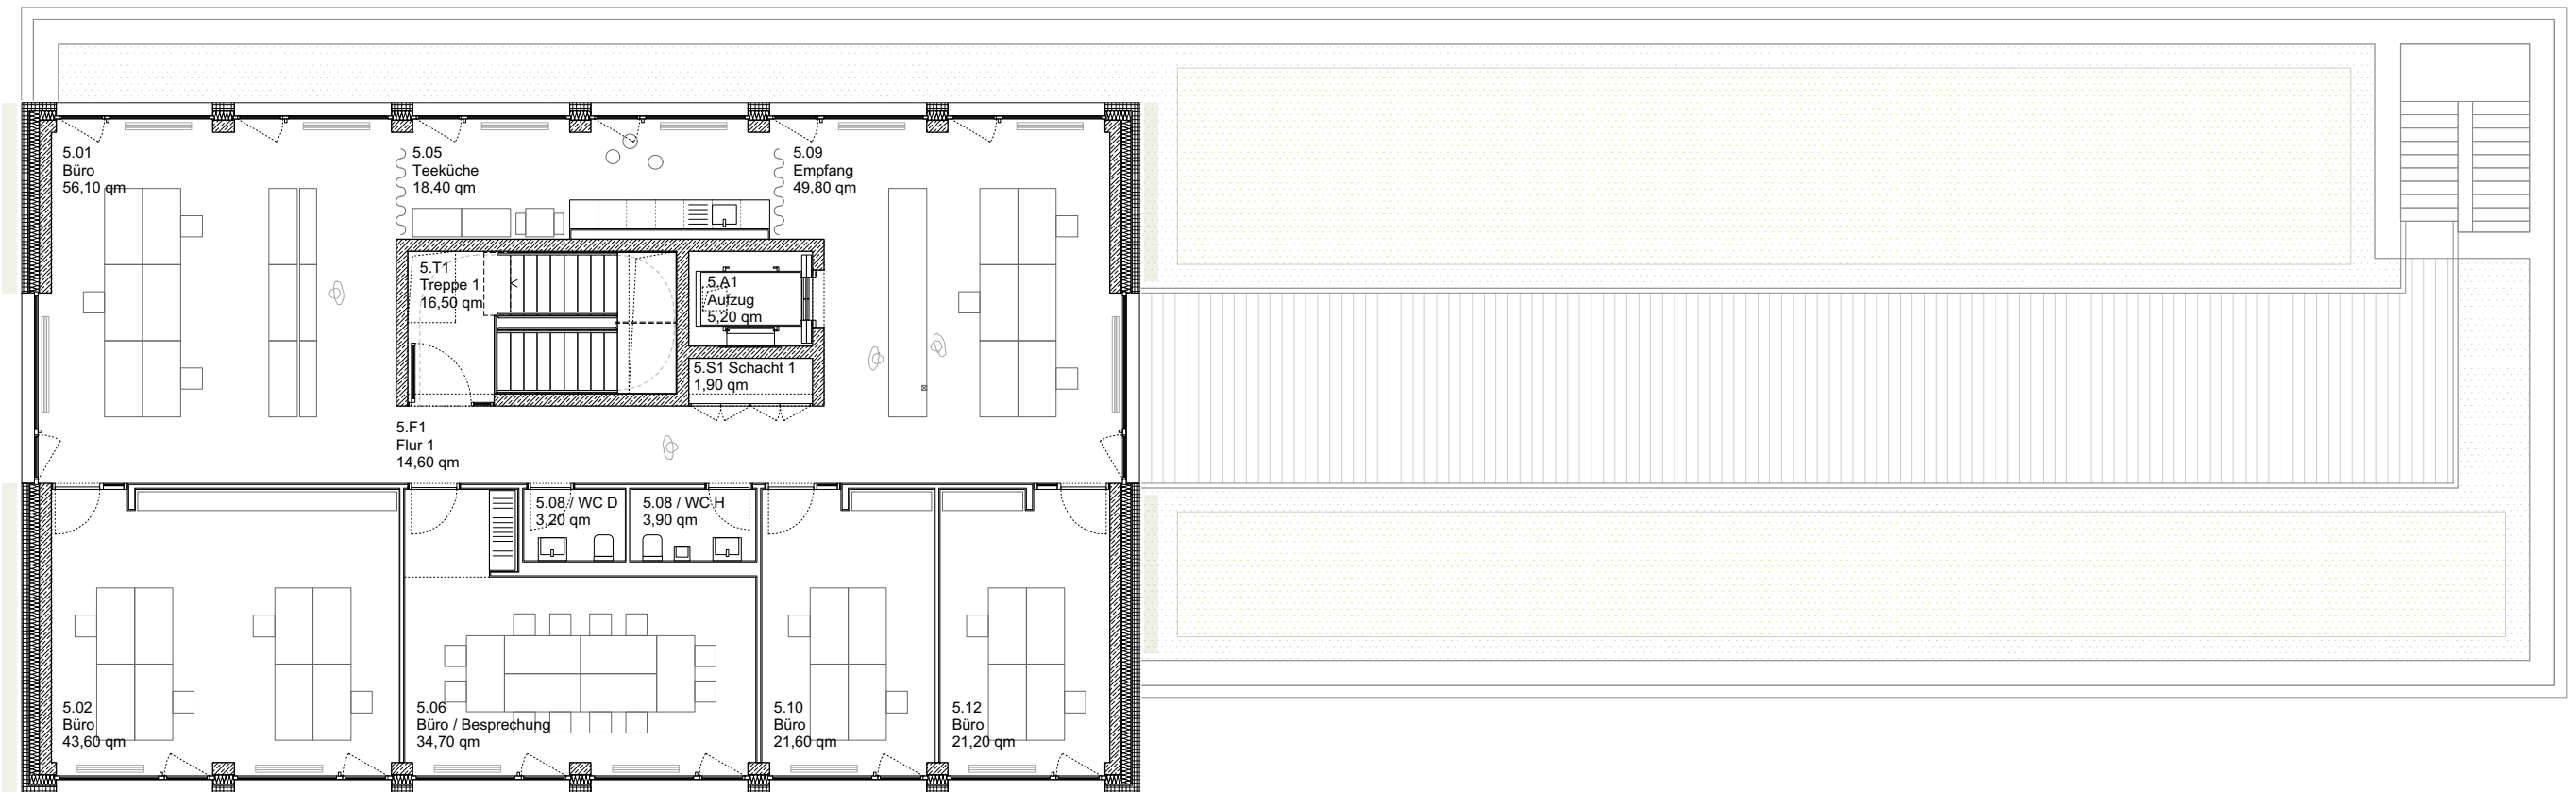 5.01
Büro
56,10 qm
5.05
Teeküche
18,40 qm
5.09
Empfang
49,80 qm
5.T1
Treppe 1
16,50 qm
5.A1
Aufzug
5,20 qm
5.S1 Schacht 1
1,90 qm
5.F1
Flur 1
14,60 qm
5.08 / WC D
3,20 qm
5.08 / WC H
3,90 qm
5.02
Büro
43,60 qm
5.06
Büro / Besprechung
34,70 qm
5.10
Büro
21,60 qm
5.12
Büro
21,20 qm